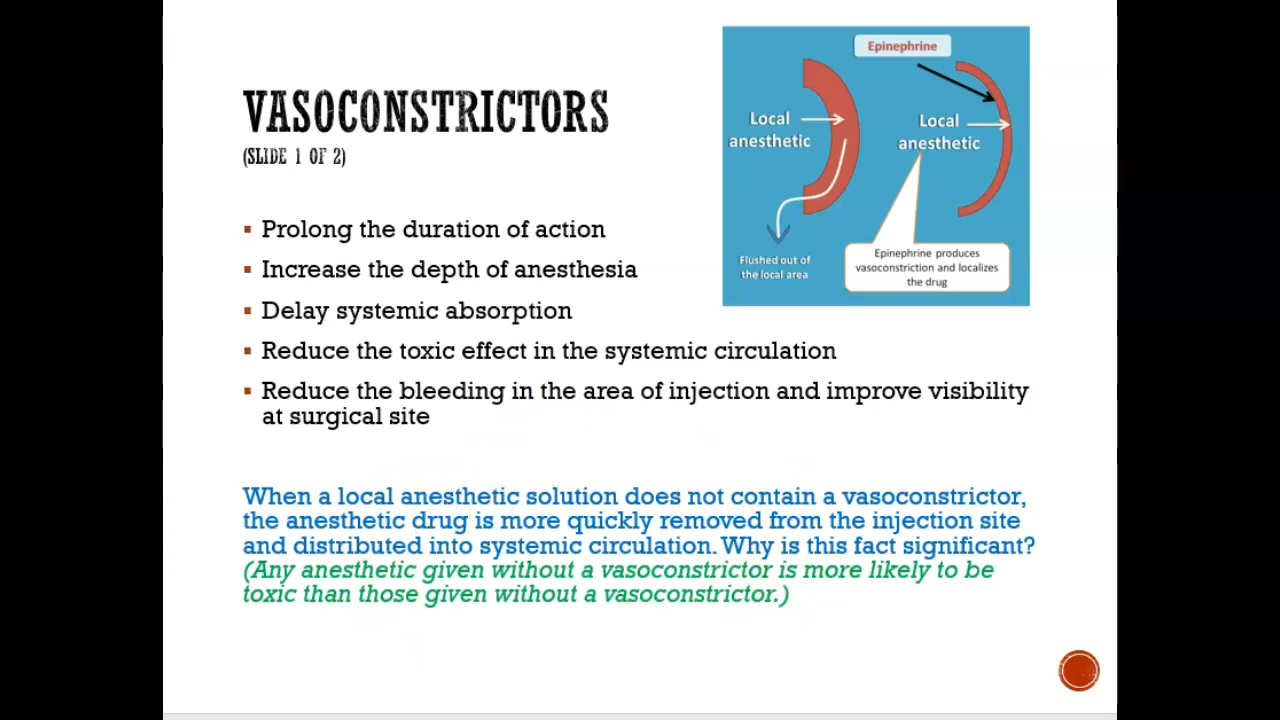 VASOCONSTRICTORS
(SLIDE 1 OF 2)
Prolong the duration of action
Increase the depth of anesthesia
Delay systemic absorption
Reduce the toxic effect in the systemic circulation
Reduce the bleeding in the area of injection and improve visibility
at surgical site
When a local anesthetic solution does not contain a vasoconstrictor,
the anesthetic drug is more quickly removed from the injection site
and distributed into systemic circulation. Why is this fact significant?
(Any anesthetic given without a vasoconstrictor is more likely to be
toxic than those given without a vasoconstrictor.)
Epinephrine
Local
anesthetic
Local
anesthetic
Flushed out of
the local area
Epinephrine produces
vasoconstriction and localizes
the drug